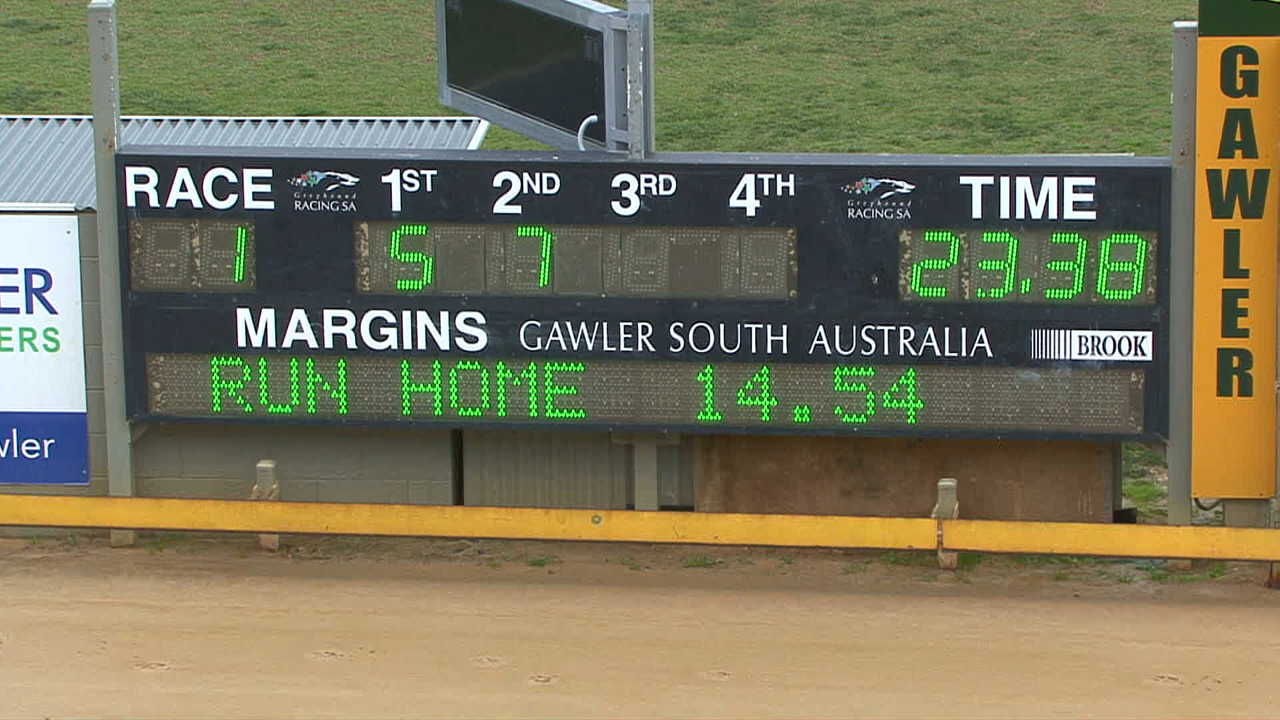 RACE Greyhound RACING SA 1ST 2ND 3RD 4TH Greyhound RACING SA TIME
1 5 7 23.38
MARGINS GAWLER SOUTH AUSTRALIA BROOK
RUN HOME 14.54
GAWLER
ER
ERS
wler